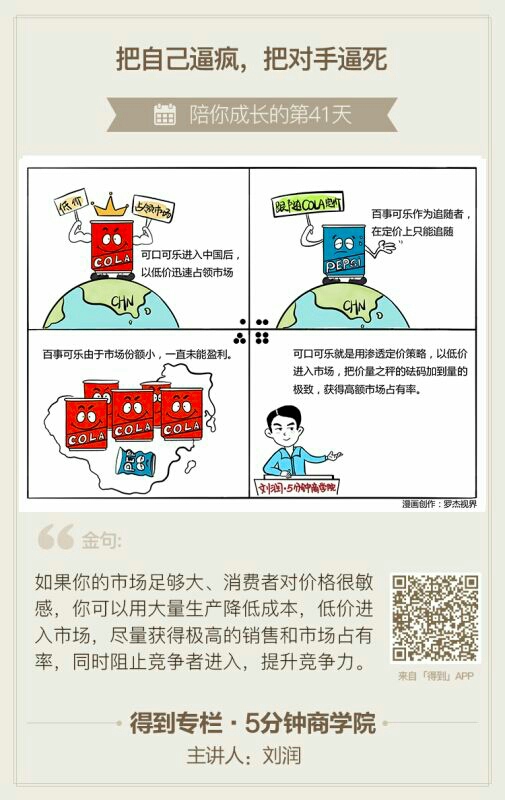 把自己逼疯，把对手逼死
陪你成长的第41天
低价
占领市场
COLA
CHN
可口可乐进入中国后，
以低价迅速占领市场
跟随COLA定价
PEPSI
CHN
百事可乐作为追随者，
在定价上只能追随
百事可乐由于市场份额小，一直未能盈利。
COLA
COLA
COLA
PEPSI
可口可乐就是用渗透定价策略，以低价
进入市场，把价量之秤的砝码加到量的
极致，获得高额市场占有率。
刘润·5分钟商学院
漫画创作：罗杰视界
金句:
如果你的市场足够大、消费者对价格很敏
感，你可以用大量生产降低成本，低价进
入市场，尽量获得极高的销售和市场占有
率，同时阻止竞争者进入，提升竞争力。
来自「得到」APP
得到专栏·5分钟商学院
主讲人：刘润